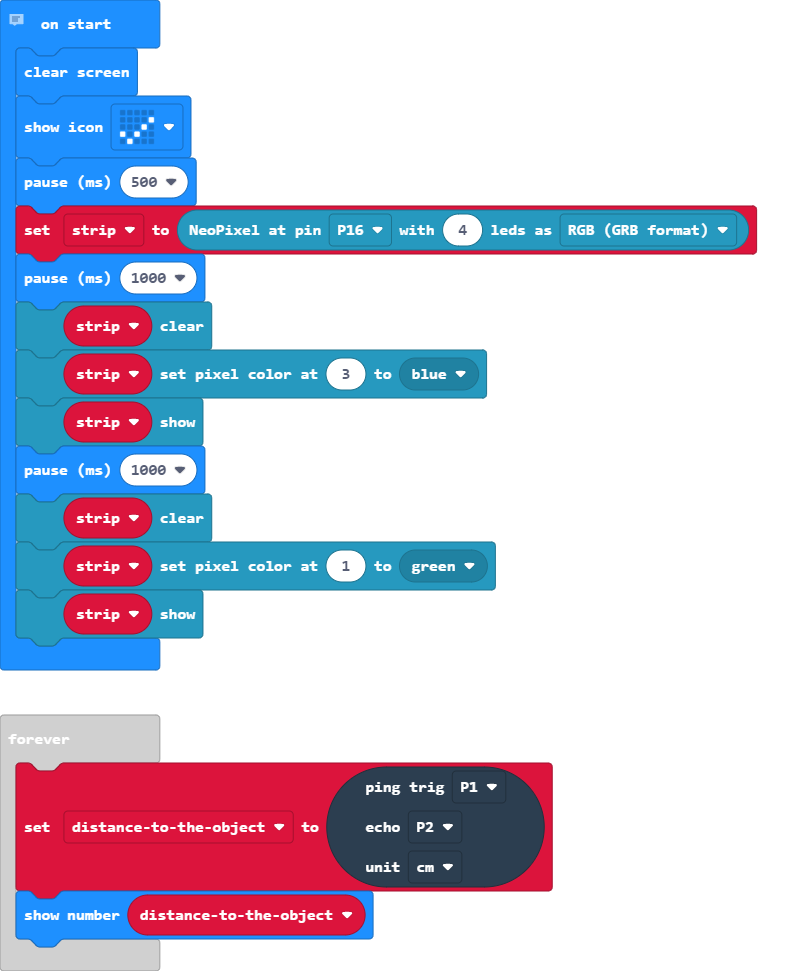 on start
clear screen
show icon
pause (ms) 500
set strip to NeoPixel at pin P16 with 4 leds as RGB (GRB format)
pause (ms) 1000
strip clear
strip set pixel color at 3 to blue
strip show
pause (ms) 1000
strip clear
strip set pixel color at 1 to green
strip show
forever
ping trig P1
set distance-to-the-object to echo P2
unit cm
show number distance-to-the-object